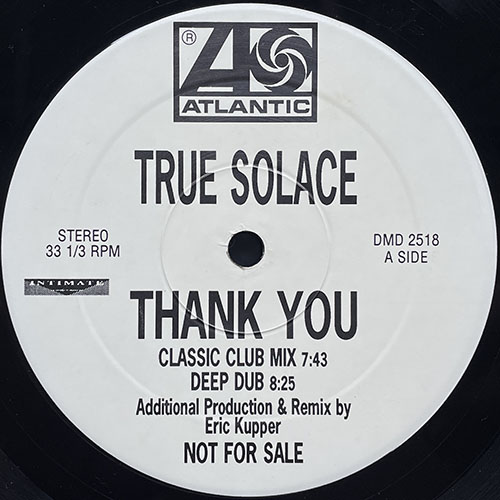 ®
ATLANTIC
TRUE SOLACE
STEREO
33 1/3 RPM
DMD 2518
A SIDE
INTIMATE
THANK YOU
CLASSIC CLUB MIX 7:43
DEEP DUB 8:25
Additional Production & Remix by
Eric Kupper
NOT FOR SALE